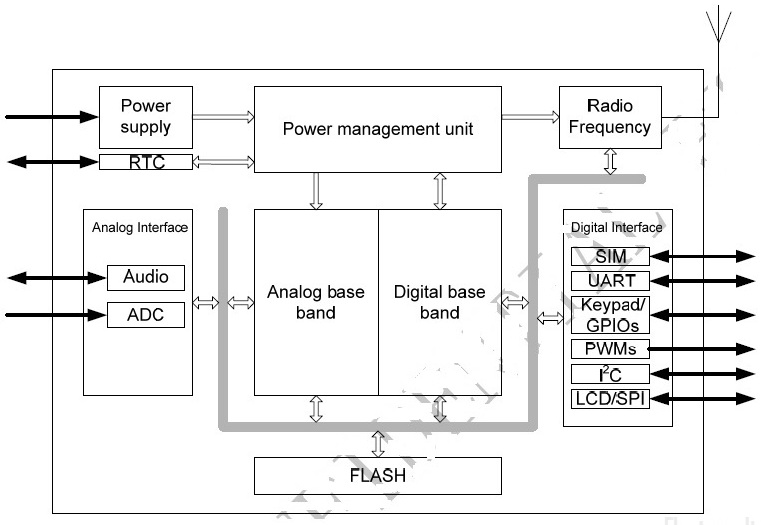 Power
supply
Power management unit
Radio
Frequency
RTC
Analog Interface
Audio
ADC
Analog base
band
Digital base
band
Digital Interface
SIM
UART
Keypad/
GPIOs
PWMs
I²C
LCD/SPI
FLASH